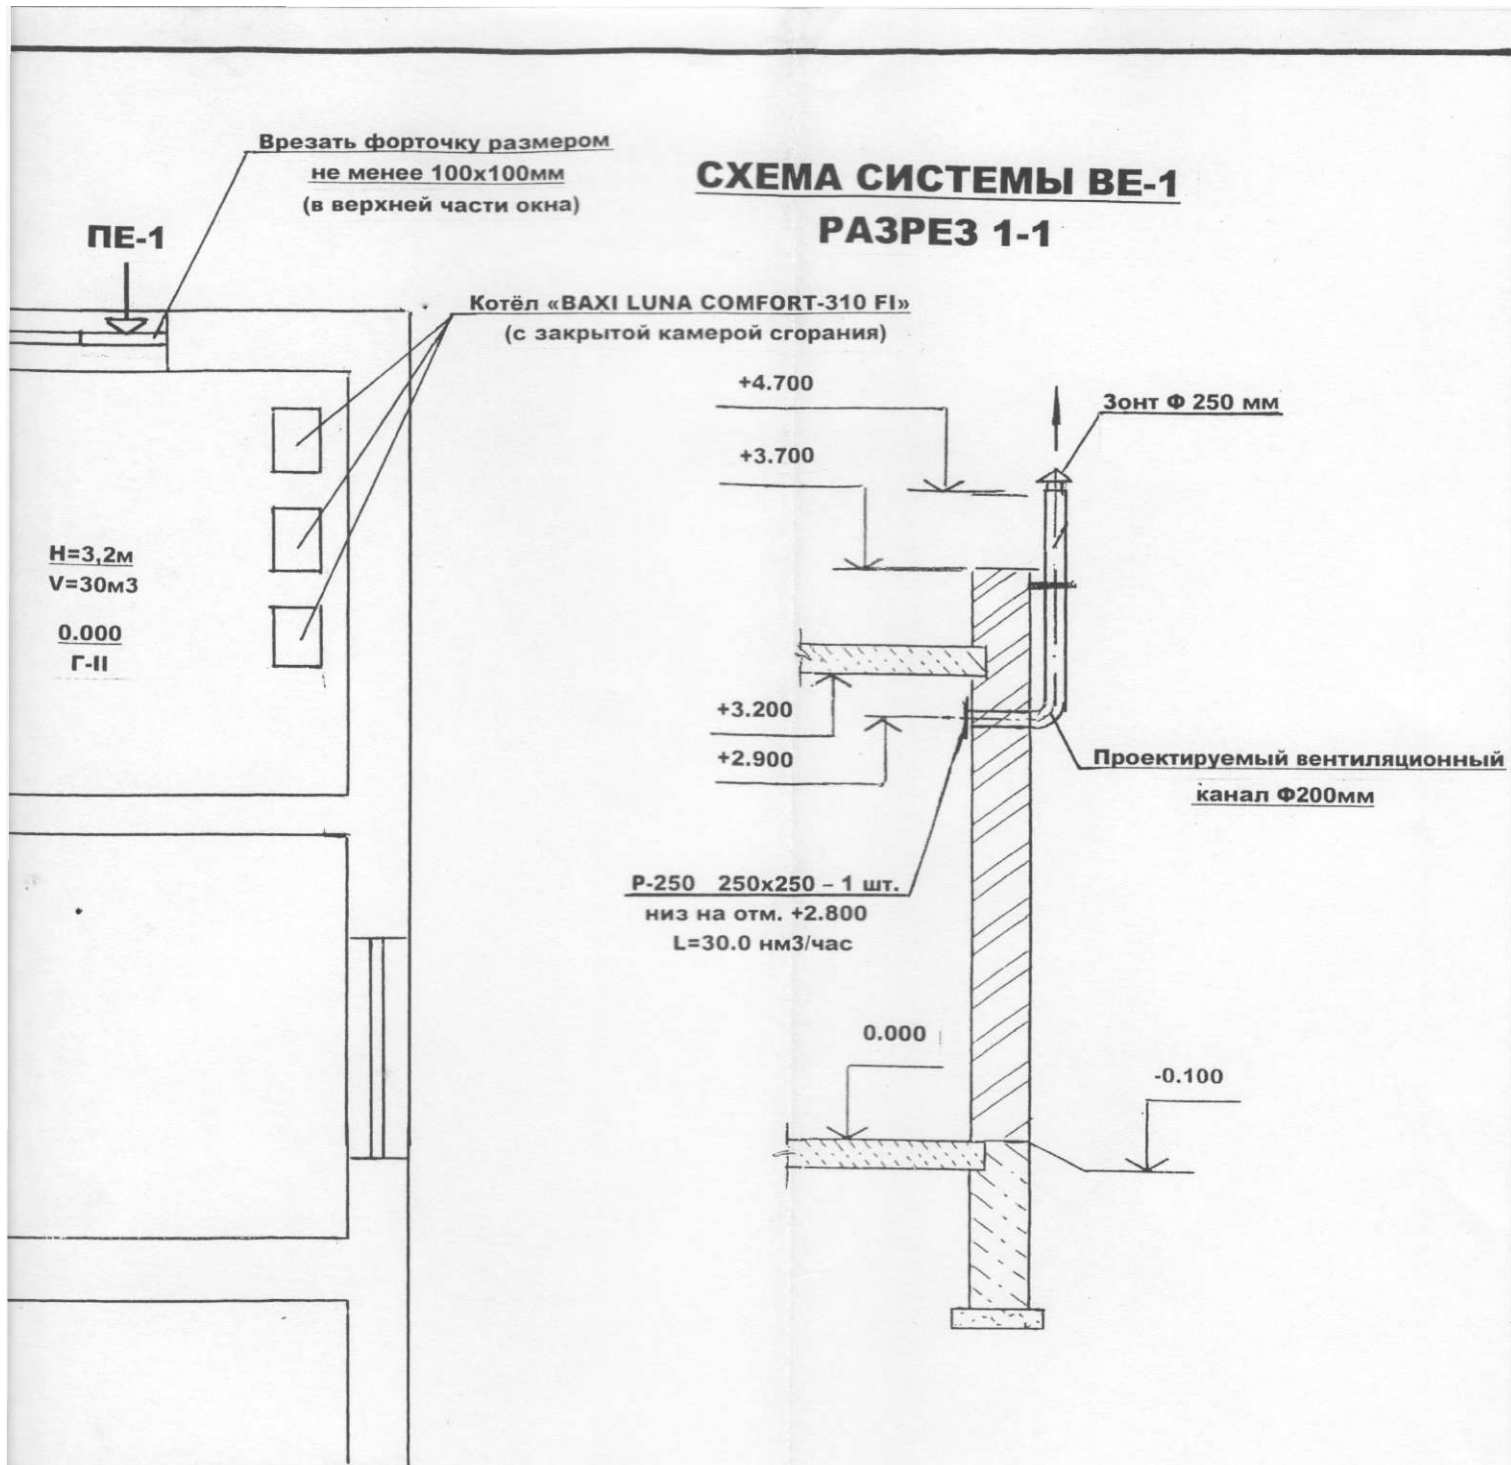 Врезать форточку размером
не менее 100х100мм
(в верхней части окна)
ПЕ-1
СХЕМА СИСТЕМЫ ВЕ-1
РАЗРЕЗ 1-1
Котёл «BAXI LUNA COMFORT-310 FI»
(с закрытой камерой сгорания)
Н=3,2м
V=30м3
0.000
Г-II
+4.700
+3.700
Зонт Ф 250 мм
+3.200
+2.900
Проектируемый вентиляционный
канал Ф200мм
Р-250 250х250 – 1 шт.
низ на отм. +2.800
L=30.0 нм3/час
0.000
-0.100